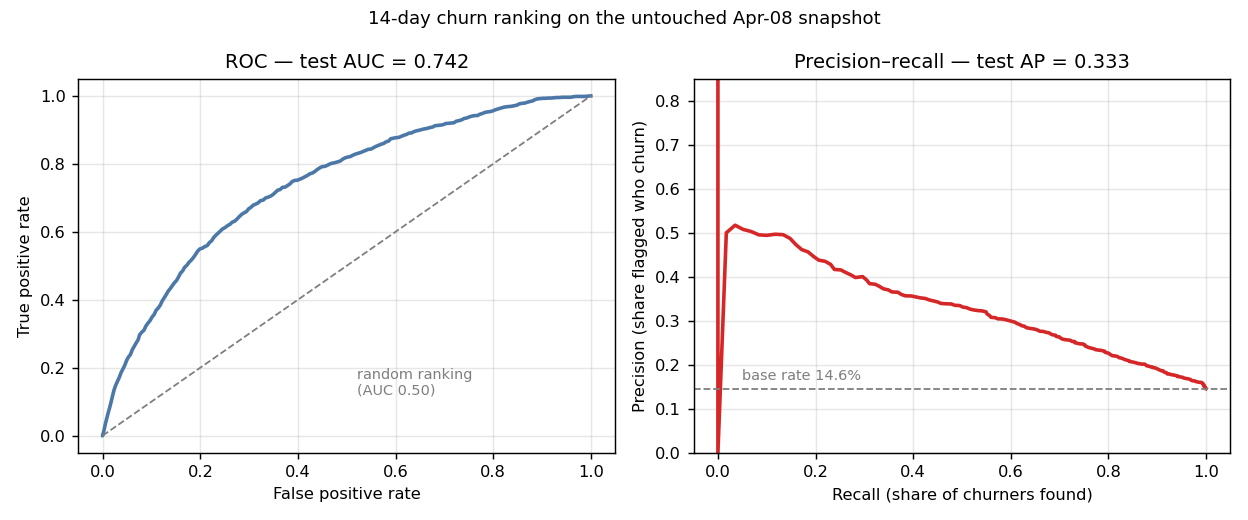 14-day churn ranking on the untouched Apr-08 snapshot
ROC — test AUC = 0.742
True positive rate
1.0
0.8
0.6
0.4
0.2
0.0
random ranking
(AUC 0.50)
0.0 0.2 0.4 0.6 0.8 1.0
False positive rate
Precision–recall — test AP = 0.333
Precision (share flagged who churn)
0.8
0.7
0.6
0.5
0.4
0.3
0.2
0.1
0.0
base rate 14.6%
0.0 0.2 0.4 0.6 0.8 1.0
Recall (share of churners found)